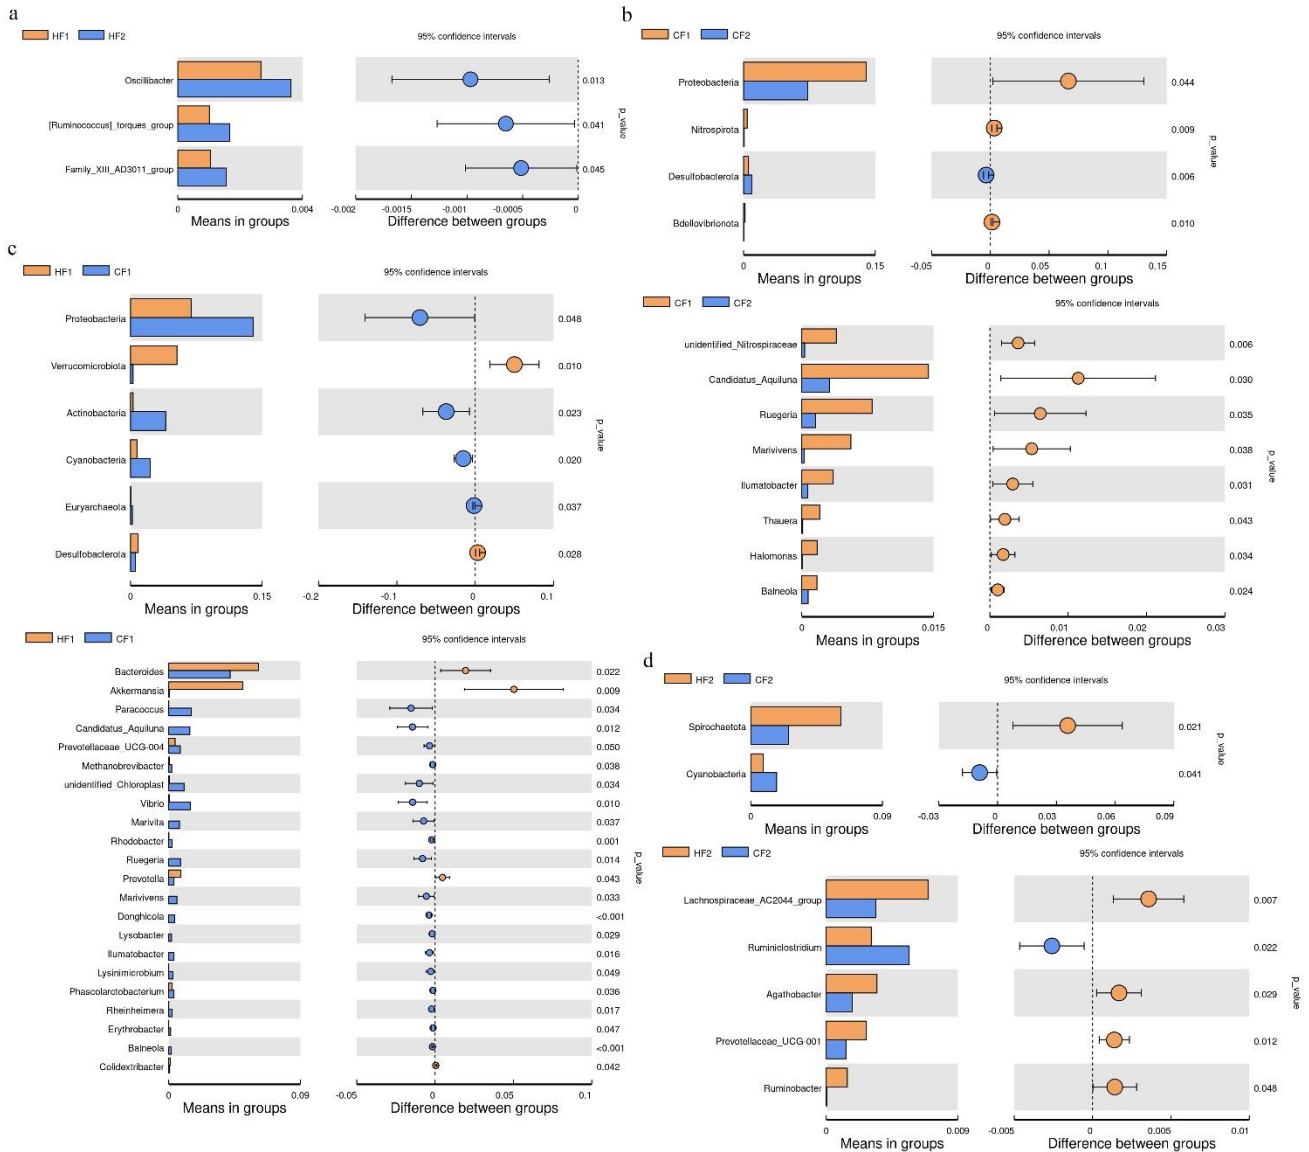 a
HF1 HF2
95% confidence intervals
Oscillibacter 0.013
[Ruminococcus]_torques_group 0.041
Family_XIII_AD3011_group 0.045
p_value
0 0.004 -0.002 -0.0015 -0.001 -0.0005 0
Means in groups Difference between groups
b
CF1 CF2
95% confidence intervals
Proteobacteria 0.044
Nitrospirota 0.009
Desulfobacterota 0.006
Bdellovibrionota 0.010
p_value
0 0.15 -0.05 0 0.05 0.10 0.15
Means in groups Difference between groups
CF1 CF2
95% confidence intervals
unidentified_Nitrospiraceae 0.006
Candidatus_Aquiluna 0.030
Ruegeria 0.035
Marivivens 0.038
Ilumatobacter 0.031
Thauera 0.043
Halomonas 0.034
Balneola 0.024
p_value
0 0.015 0 0.01 0.02 0.03
Means in groups Difference between groups
c
HF1 CF1
95% confidence intervals
Proteobacteria 0.048
Verrucomicrobiota 0.010
Actinobacteria 0.023
Cyanobacteria 0.020
Euryarchaeota 0.037
Desulfobacterota 0.028
p_value
0 0.15 -0.2 -0.1 0 0.1
Means in groups Difference between groups
HF1 CF1
95% confidence intervals
Bacteroides 0.022
Akkermansia 0.009
Paracoccus 0.034
Candidatus_Aquiluna 0.012
Prevotellaceae_UCG-004 0.050
Methanobrevibacter 0.038
unidentified_Chloroplast 0.034
Vibrio 0.010
Marivita 0.037
Rhodobacter 0.001
Ruegeria 0.014
Prevotella 0.043
Marivivens 0.033
Donghicola <0.001
Lysobacter 0.029
Ilumatobacter 0.016
Lysinimicrobium 0.049
Phascolarctobacterium 0.036
Rheinheimera 0.017
Erythrobacter 0.047
Balneola <0.001
Colidextribacter 0.042
p_value
0 0.09 -0.05 0 0.05 0.1
Means in groups Difference between groups
d
HF2 CF2
95% confidence intervals
Spirochaetota 0.021
Cyanobacteria 0.041
p_value
0 0.09 -0.03 0 0.03 0.06 0.09
Means in groups Difference between groups
HF2 CF2
95% confidence intervals
Lachnospiraceae_AC2044_group 0.007
Ruminiclostridium 0.022
Agathobacter 0.029
Prevotellaceae_UCG-001 0.012
Ruminobacter 0.048
p_value
0 0.009 -0.005 0 0.005 0.01
Means in groups Difference between groups